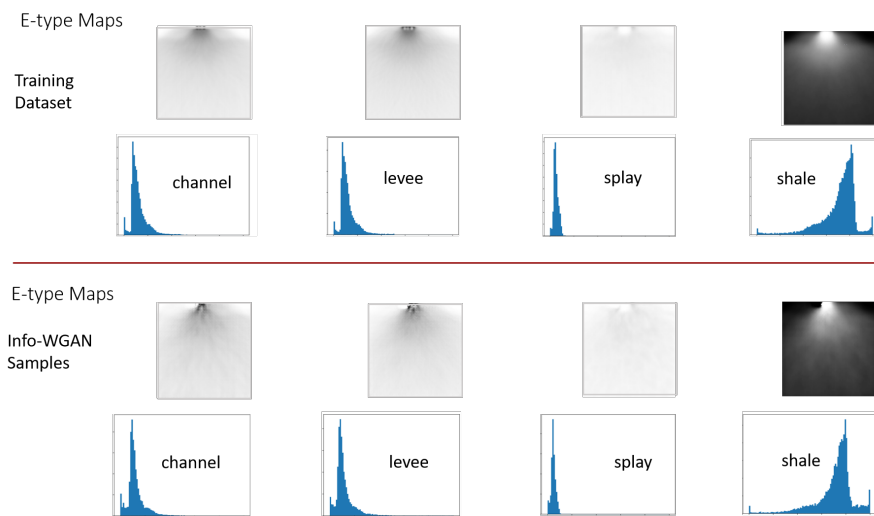 E-type Maps
Training
Dataset
channel
levee
splay
shale
E-type Maps
Info-WGAN
Samples
channel
levee
splay
shale